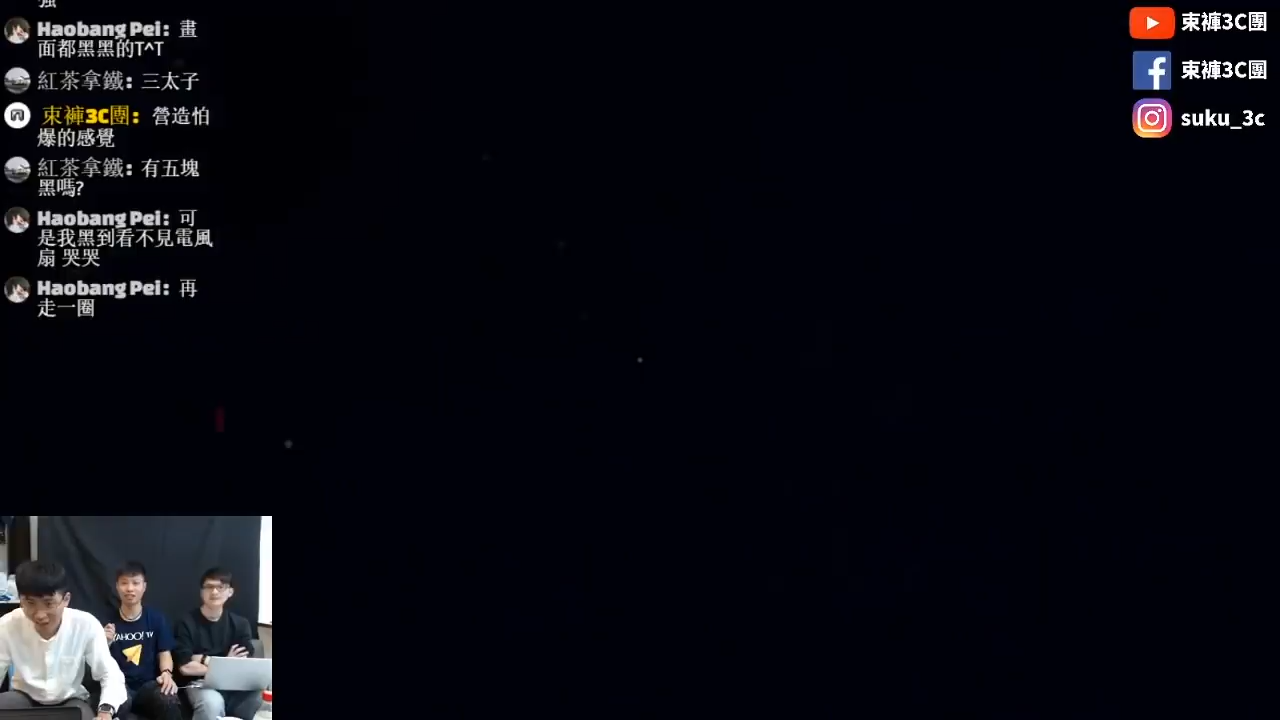 Haobang Pei: 畫
面都黑黑的T^T
紅茶拿鐵: 三太子
束褲3C團: 營造怕
爆的感覺
紅茶拿鐵: 有五塊
黑嗎?
Haobang Pei: 可
是我黑到看不見電風
扇 哭哭
Haobang Pei: 再
走一圈
束褲3C團
束褲3C團
suku_3c
YAHOO! TV